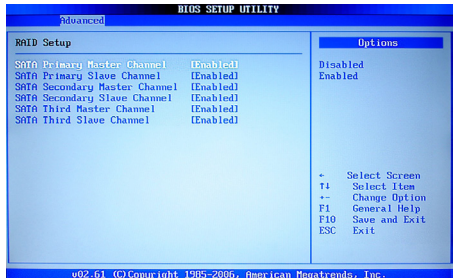 BIOS SETUP UTILITY
Advanced
RAID Setup
SATA Primary Master Channel [Enabled]
SATA Primary Slave Channel [Enabled]
SATA Secondary Master Channel [Enabled]
SATA Secondary Slave Channel [Enabled]
SATA Third Master Channel [Enabled]
SATA Third Slave Channel [Enabled]
Options
Disabled
Enabled
← Select Screen
↑↓ Select Item
+- Change Option
F1 General Help
F10 Save and Exit
ESC Exit
v02.61 (C)Copyright 1985-2006, American Megatrends, Inc.